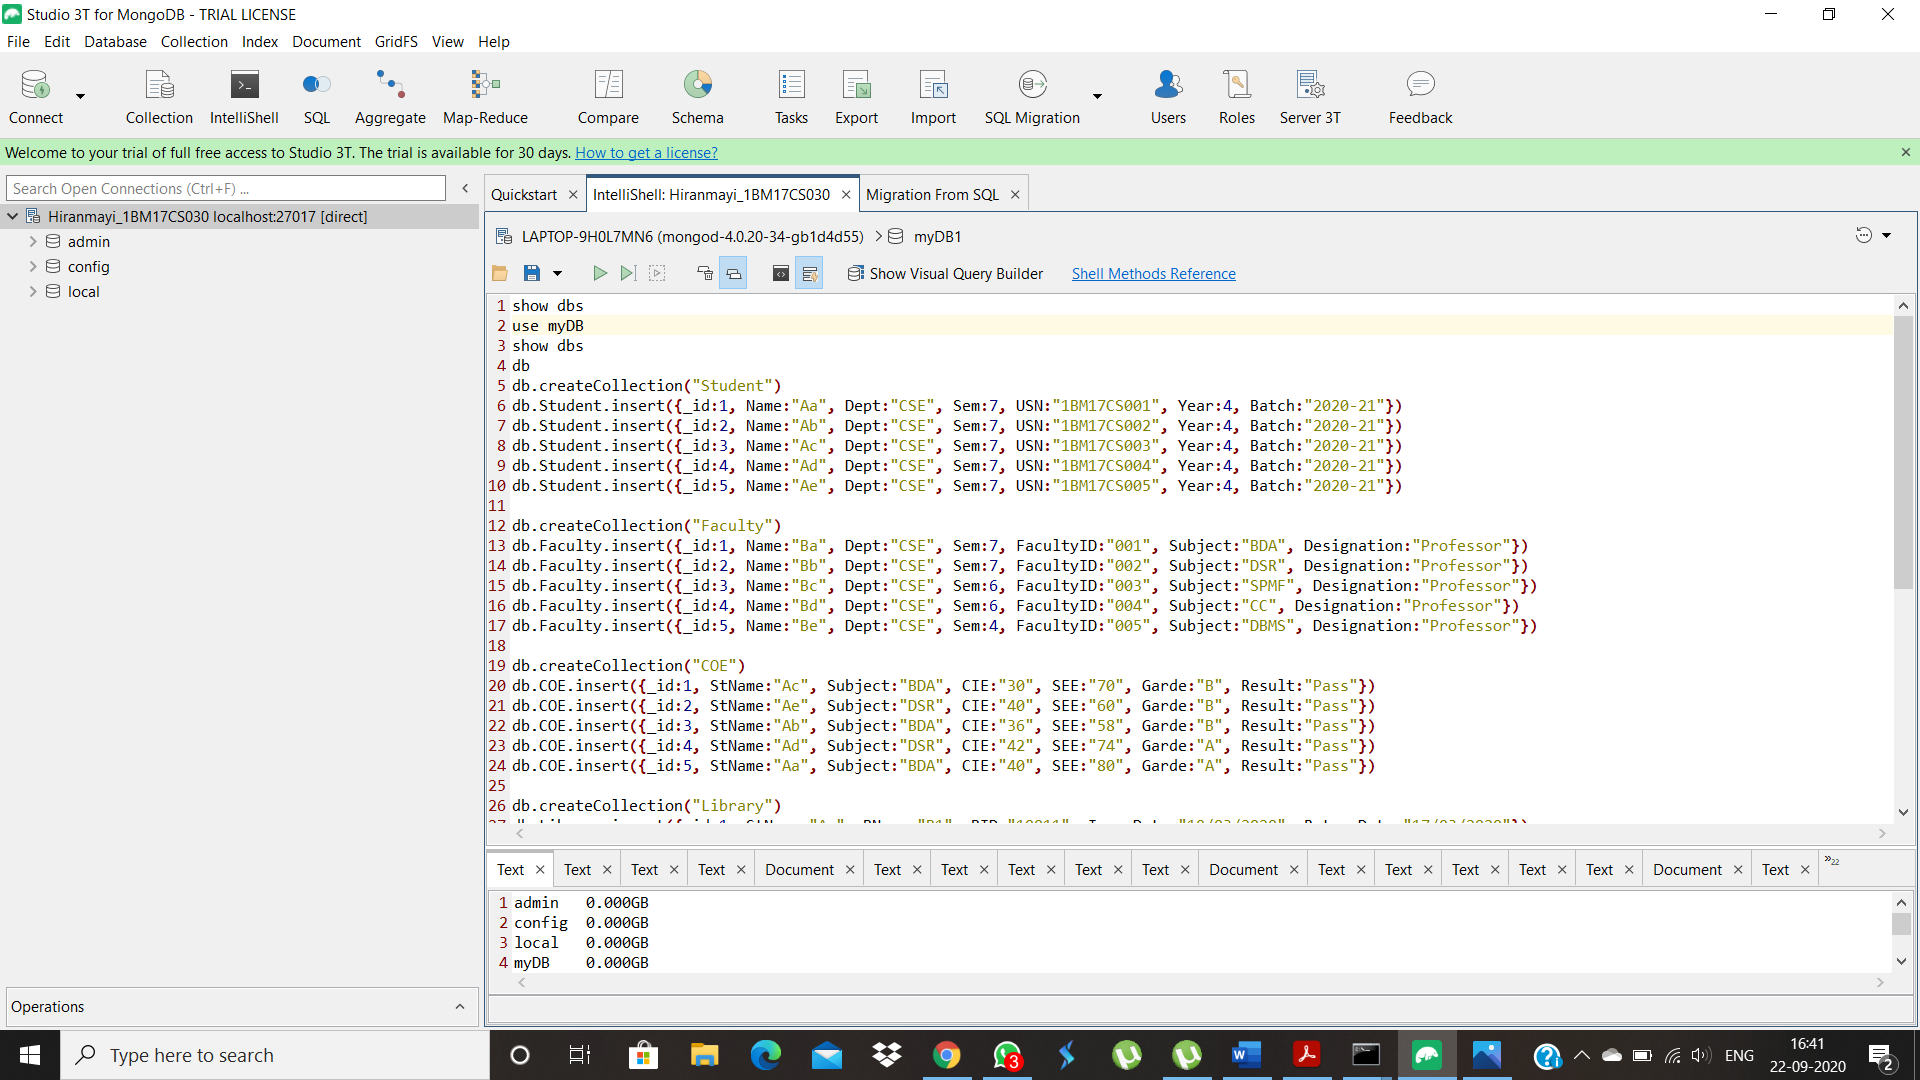 Studio 3T for MongoDB - TRIAL LICENSE
File Edit Database Collection Index Document GridFS View Help
Connect Collection IntelliShell SQL Aggregate Map-Reduce Compare Schema Tasks Export Import SQL Migration Users Roles Server 3T Feedback
Welcome to your trial of full free access to Studio 3T. The trial is available for 30 days. How to get a license?
Search Open Connections (Ctrl+F) ...
Hiranmayi_1BM17CS030 localhost:27017 [direct]
admin
config
local
Quickstart IntelliShell: Hiranmayi_1BM17CS030 Migration From SQL
LAPTOP-9H0L7MN6 (mongod-4.0.20-34-gb1d4d55) myDB1
Show Visual Query Builder Shell Methods Reference
1 show dbs
2 use myDB
3 show dbs
4 db
5 db.createCollection("Student")
6 db.Student.insert({_id:1, Name:"Aa", Dept:"CSE", Sem:7, USN:"1BM17CS001", Year:4, Batch:"2020-21"})
7 db.Student.insert({_id:2, Name:"Ab", Dept:"CSE", Sem:7, USN:"1BM17CS002", Year:4, Batch:"2020-21"})
8 db.Student.insert({_id:3, Name:"Ac", Dept:"CSE", Sem:7, USN:"1BM17CS003", Year:4, Batch:"2020-21"})
9 db.Student.insert({_id:4, Name:"Ad", Dept:"CSE", Sem:7, USN:"1BM17CS004", Year:4, Batch:"2020-21"})
10 db.Student.insert({_id:5, Name:"Ae", Dept:"CSE", Sem:7, USN:"1BM17CS005", Year:4, Batch:"2020-21"})
11
12 db.createCollection("Faculty")
13 db.Faculty.insert({_id:1, Name:"Ba", Dept:"CSE", Sem:7, FacultyID:"001", Subject:"BDA", Designation:"Professor"})
14 db.Faculty.insert({_id:2, Name:"Bb", Dept:"CSE", Sem:7, FacultyID:"002", Subject:"DSR", Designation:"Professor"})
15 db.Faculty.insert({_id:3, Name:"Bc", Dept:"CSE", Sem:6, FacultyID:"003", Subject:"SPMF", Designation:"Professor"})
16 db.Faculty.insert({_id:4, Name:"Bd", Dept:"CSE", Sem:6, FacultyID:"004", Subject:"CC", Designation:"Professor"})
17 db.Faculty.insert({_id:5, Name:"Be", Dept:"CSE", Sem:4, FacultyID:"005", Subject:"DBMS", Designation:"Professor"})
18
19 db.createCollection("COE")
20 db.COE.insert({_id:1, StName:"Ac", Subject:"BDA", CIE:"30", SEE:"70", Garde:"B", Result:"Pass"})
21 db.COE.insert({_id:2, StName:"Ae", Subject:"DSR", CIE:"40", SEE:"60", Garde:"B", Result:"Pass"})
22 db.COE.insert({_id:3, StName:"Ab", Subject:"BDA", CIE:"36", SEE:"58", Garde:"B", Result:"Pass"})
23 db.COE.insert({_id:4, StName:"Ad", Subject:"DSR", CIE:"42", SEE:"74", Garde:"A", Result:"Pass"})
24 db.COE.insert({_id:5, StName:"Aa", Subject:"BDA", CIE:"40", SEE:"80", Garde:"A", Result:"Pass"})
25
26 db.createCollection("Library")
Text Text Text Text Document Text Text Text Text Text Document Text Text Text Text Text Document Text »22
1 admin 0.000GB
2 config 0.000GB
3 local 0.000GB
4 myDB 0.000GB
Operations
Type here to search
3
ENG
16:41
22-09-2020
2